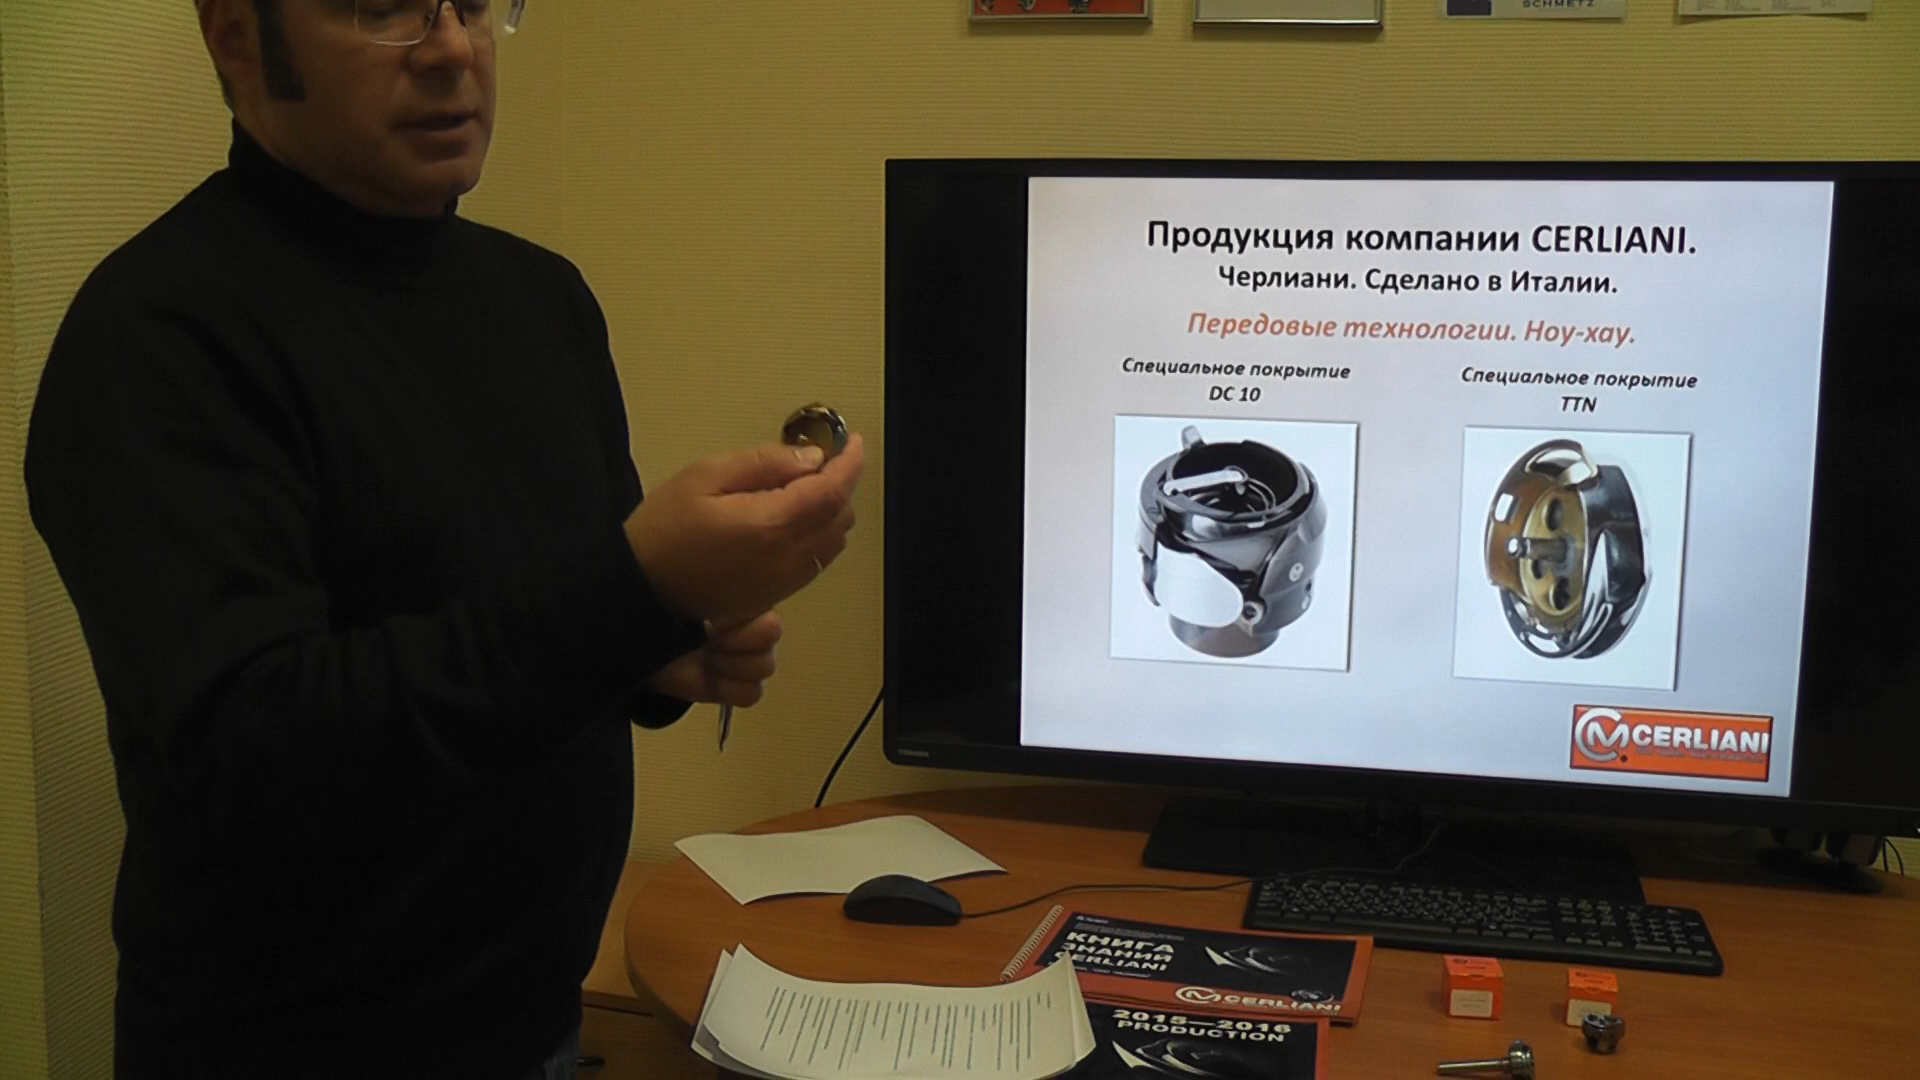 SCHMETZ
Продукция компании CERLIANI.
Черлиани. Сделано в Италии.
Передовые технологии. Ноу-хау.
Специальное покрытие
DC 10
Специальное покрытие
TTN
CERLIANI
TOSHIBA
КНИГА
ЗНАНИЙ
CERLIANI
CERLIANI
2015—2016
PRODUCTION